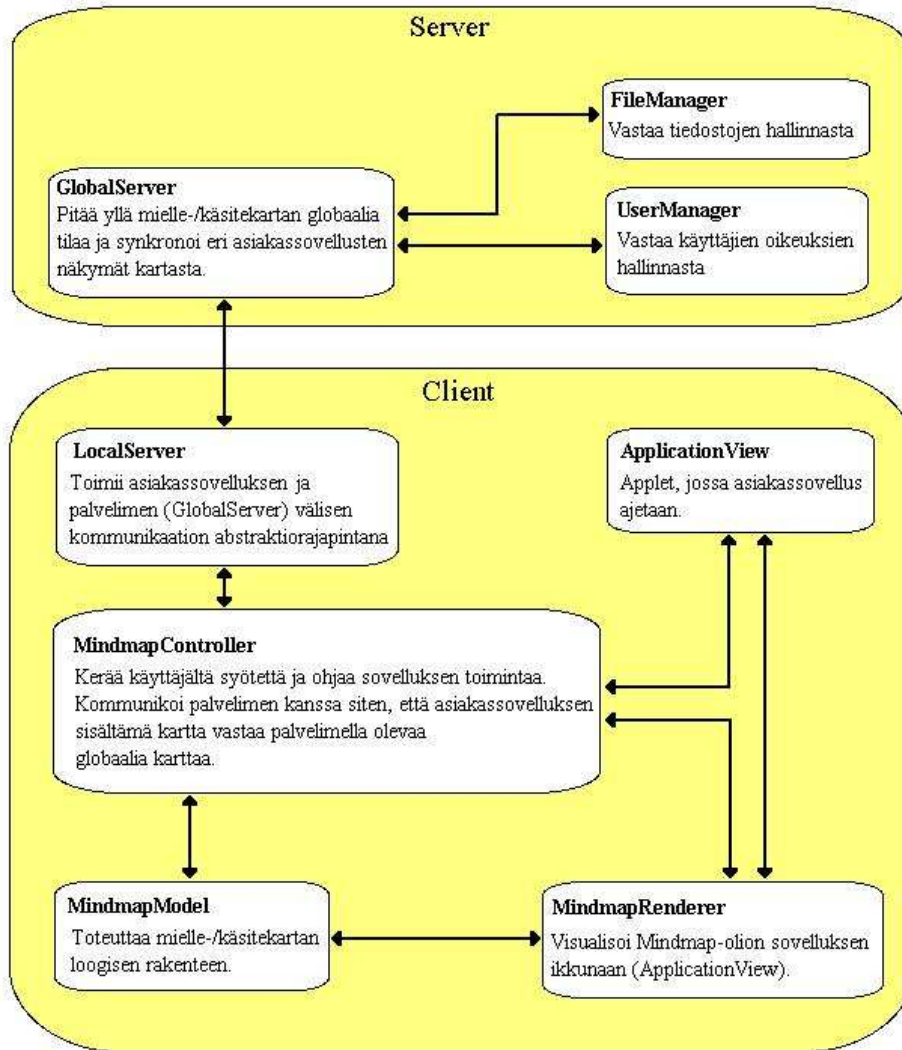 Server
FileManager
Vastaa tiedostojen hallinnasta
GlobalServer
Pitää yllä mielle-/käsitekartan globaalia
tilaa ja synkronoi eri asiakassovellusten
näkymät kartasta.
UserManager
Vastaa käyttäjien oikeuksien
hallinnasta
Client
LocalServer
Toimii asiakassovelluksen ja
palvelimen (GlobalServer) välisen
kommunikaation abstraktiorajapintana
ApplicationView
Applet, jossa asiakassovellus
ajetaan.
MindmapController
Kerää käyttäjältä syötettä ja ohjaa sovelluksen toimintaa.
Kommunikoi palvelimen kanssa siten, että asiakassovelluksen
sisältämä kartta vastaa palvelimella olevaa
globaalia karttaa.
MindmapModel
Toteuttaa mielle-/käsitekartan
loogisen rakenteen.
MindmapRenderer
Visualisoi Mindmap-olion sovelluksen
ikkunaan (ApplicationView).